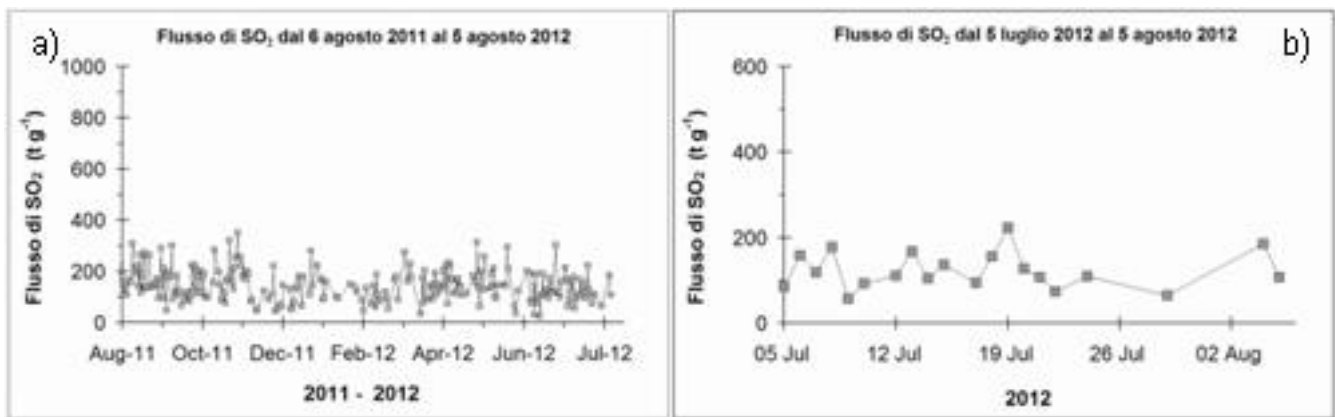 a)
Flusso di SO₂ dal 6 agosto 2011 al 5 agosto 2012
Flusso di SO₂ (t g⁻¹)
1000
800
600
400
200
0
Aug-11 Oct-11 Dec-11 Feb-12 Apr-12 Jun-12 Jul-12
2011 - 2012
b)
Flusso di SO₂ dal 5 luglio 2012 al 5 agosto 2012
Flusso di SO₂ (t g⁻¹)
600
400
200
0
05 Jul 12 Jul 19 Jul 26 Jul 02 Aug
2012